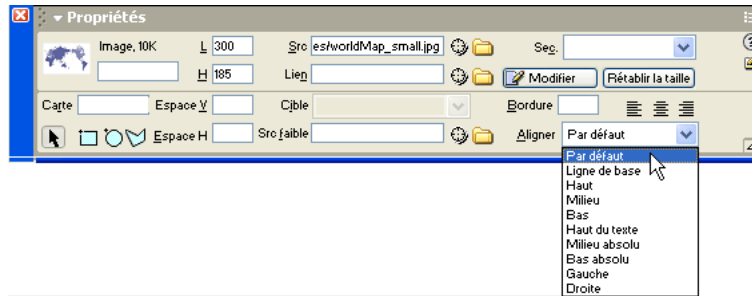 Propriétés
Image, 10K L 300 Src es/worldMap_small.jpg Sec.
H 185 Lien Modifier Rétablir la taille
Carte Espace V Cible Bordure
Espace H Src faible Aligner Par défaut
Par défaut
Ligne de base
Haut
Milieu
Bas
Haut du texte
Milieu absolu
Bas absolu
Gauche
Droite